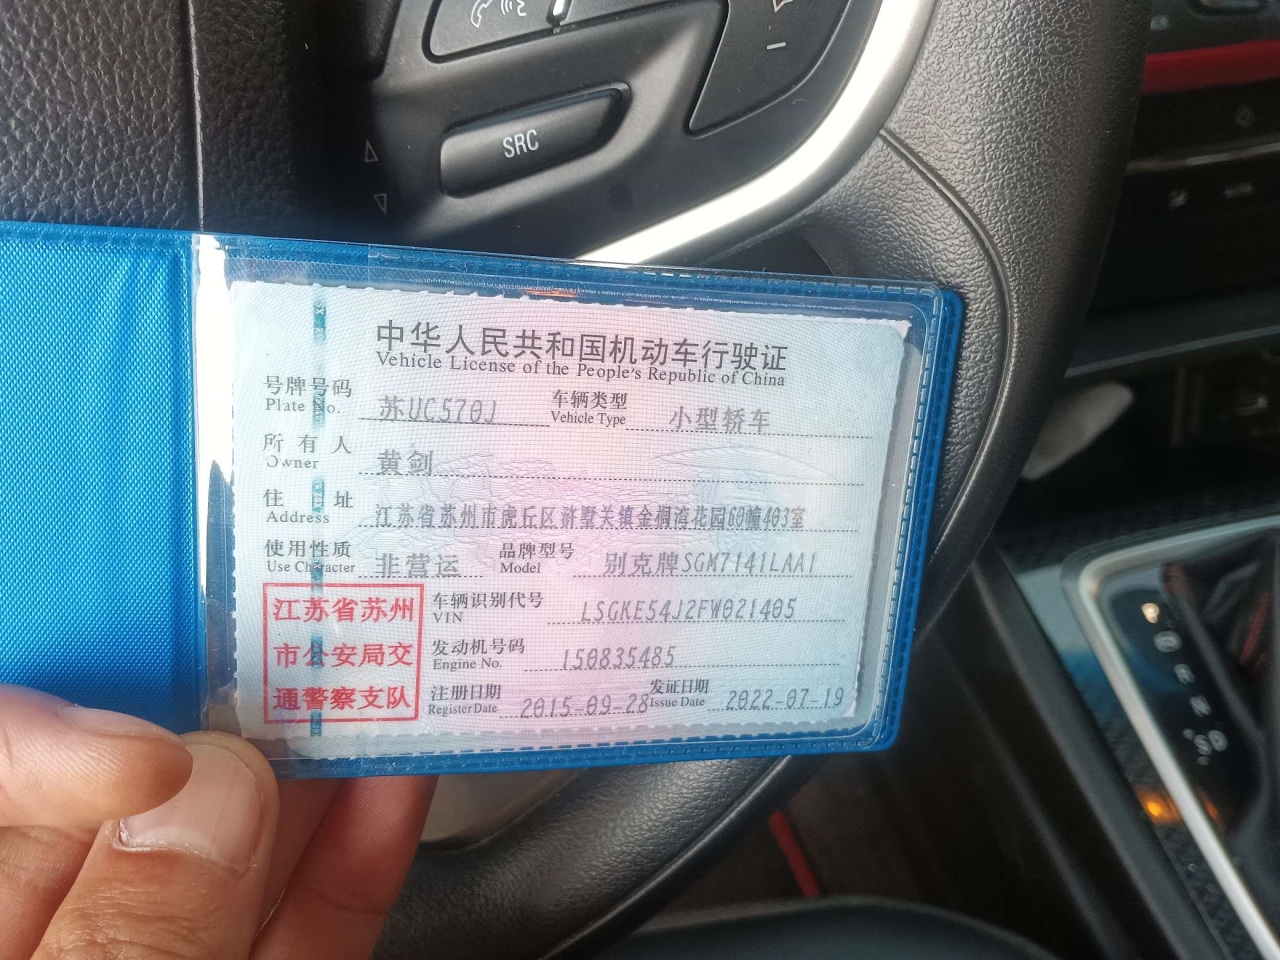 SRC
中华人民共和国机动车行驶证
Vehicle License of the People's Republic of China
号牌号码 苏UC570J 车辆类型 小型轿车
Plate No. Vehicle Type
所有人 黄剑
Owner
住址 江苏省苏州市虎丘区浒墅关镇金桐湾花园60幢403室
Address
使用性质 非营运 品牌型号 别克牌SGM7141LAA1
Use Character Model
江苏省苏州
市公安局交
通警察支队
车辆识别代号 LSGKE54J2FW021405
VIN
发动机号码 150835485
Engine No.
注册日期 2015-09-28 发证日期 2022-07-19
Register Date Issue Date
P
R
N
D